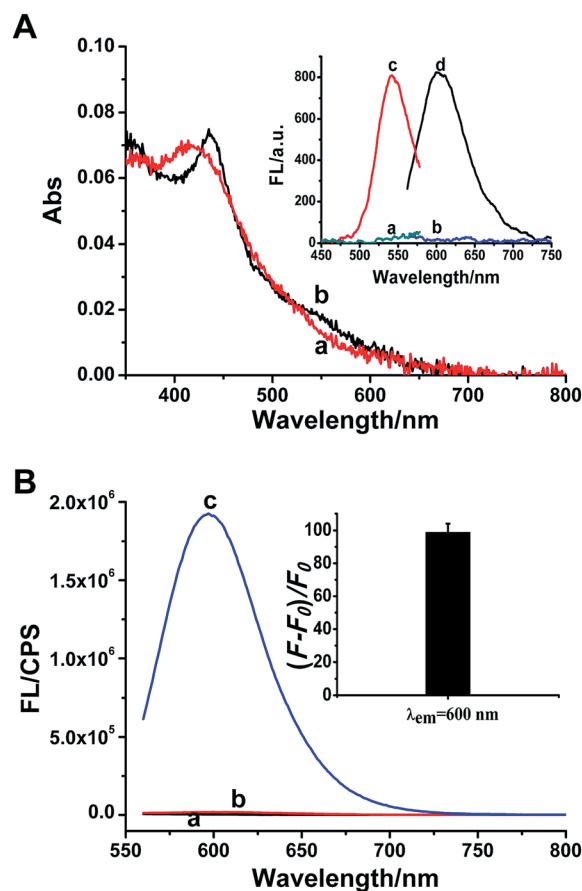 A
0.10
0.08
0.06
0.04
0.02
0.00
Abs
400
500
600
700
800
Wavelength/nm
b
a
800
600
400
200
0
FL/a.u.
450
500
550
600
650
700
750
Wavelength/nm
c
d
a
b
B
2.0x10⁶
1.5x10⁶
1.0x10⁶
5.0x10⁵
0.0
FL/CPS
550
600
650
700
750
800
Wavelength/nm
c
b
a
100
80
60
40
20
0
(F-F₀)/F₀
λem=600 nm